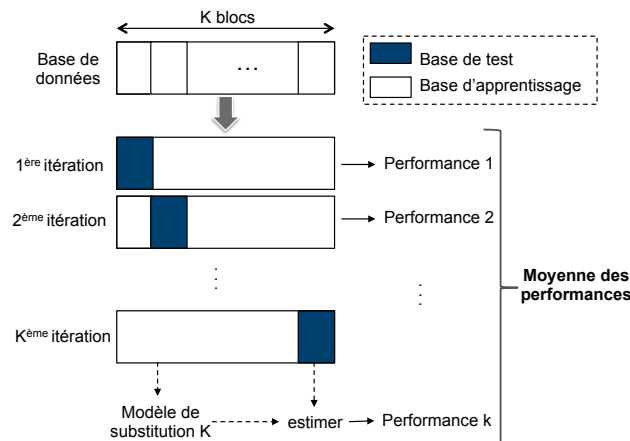 K blocs
Base de
données
...
Base de test
Base d'apprentissage
1ère itération
Performance 1
2ème itération
Performance 2
Moyenne des
performances
Kème itération
Modèle de
substitution K
estimer
Performance k